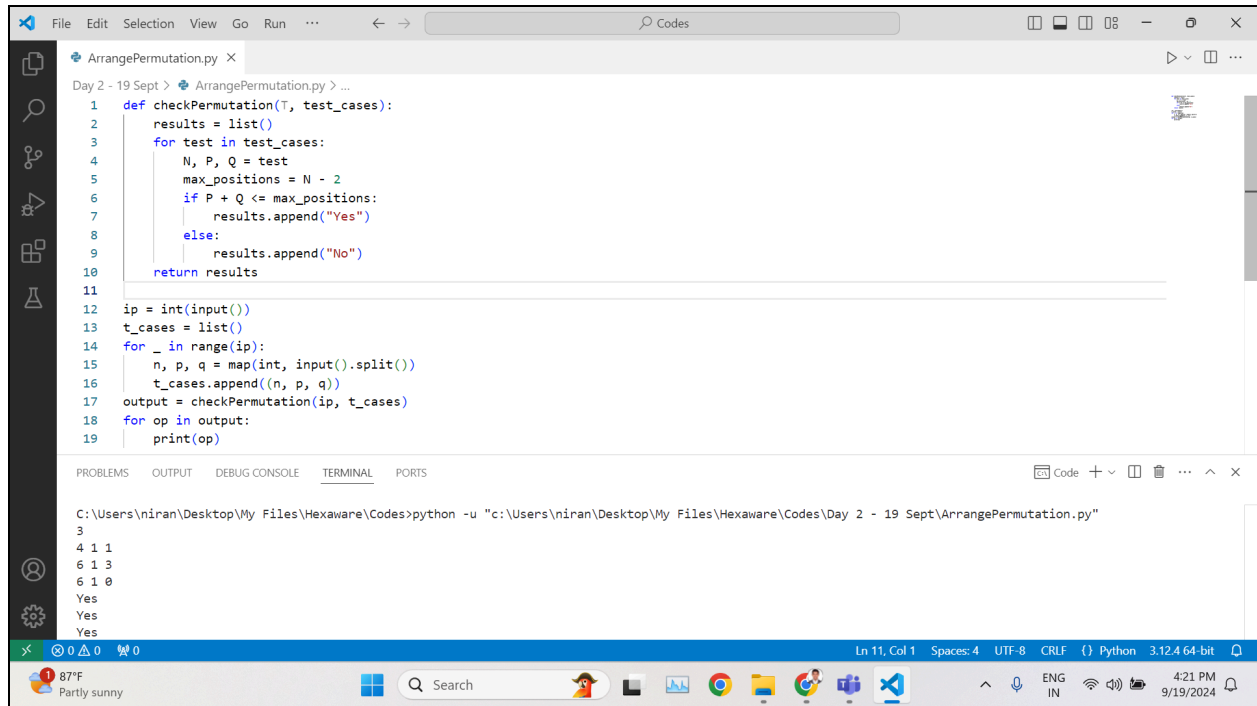 File Edit Selection View Go Run ··· ← → Codes
ArrangePermutation.py ×
Day 2 - 19 Sept > ArrangePermutation.py > ...
1 def checkPermutation(T, test_cases):
2     results = list()
3     for test in test_cases:
4         N, P, Q = test
5         max_positions = N - 2
6         if P + Q <= max_positions:
7             results.append("Yes")
8         else:
9             results.append("No")
10     return results
11
12 ip = int(input())
13 t_cases = list()
14 for _ in range(ip):
15     n, p, q = map(int, input().split())
16     t_cases.append((n, p, q))
17 output = checkPermutation(ip, t_cases)
18 for op in output:
19     print(op)
PROBLEMS OUTPUT DEBUG CONSOLE TERMINAL PORTS Code
C:\Users\niran\Desktop\My Files\Hexaware\Codes>python -u "c:\Users\niran\Desktop\My Files\Hexaware\Codes\Day 2 - 19 Sept\ArrangePermutation.py"
3
4 1 1
6 1 3
6 1 0
Yes
Yes
Yes
0 0 0 Ln 11, Col 1 Spaces: 4 UTF-8 CRLF {} Python 3.12.4 64-bit
1 87°F Search ENG 4:21 PM
Partly sunny IN 9/19/2024